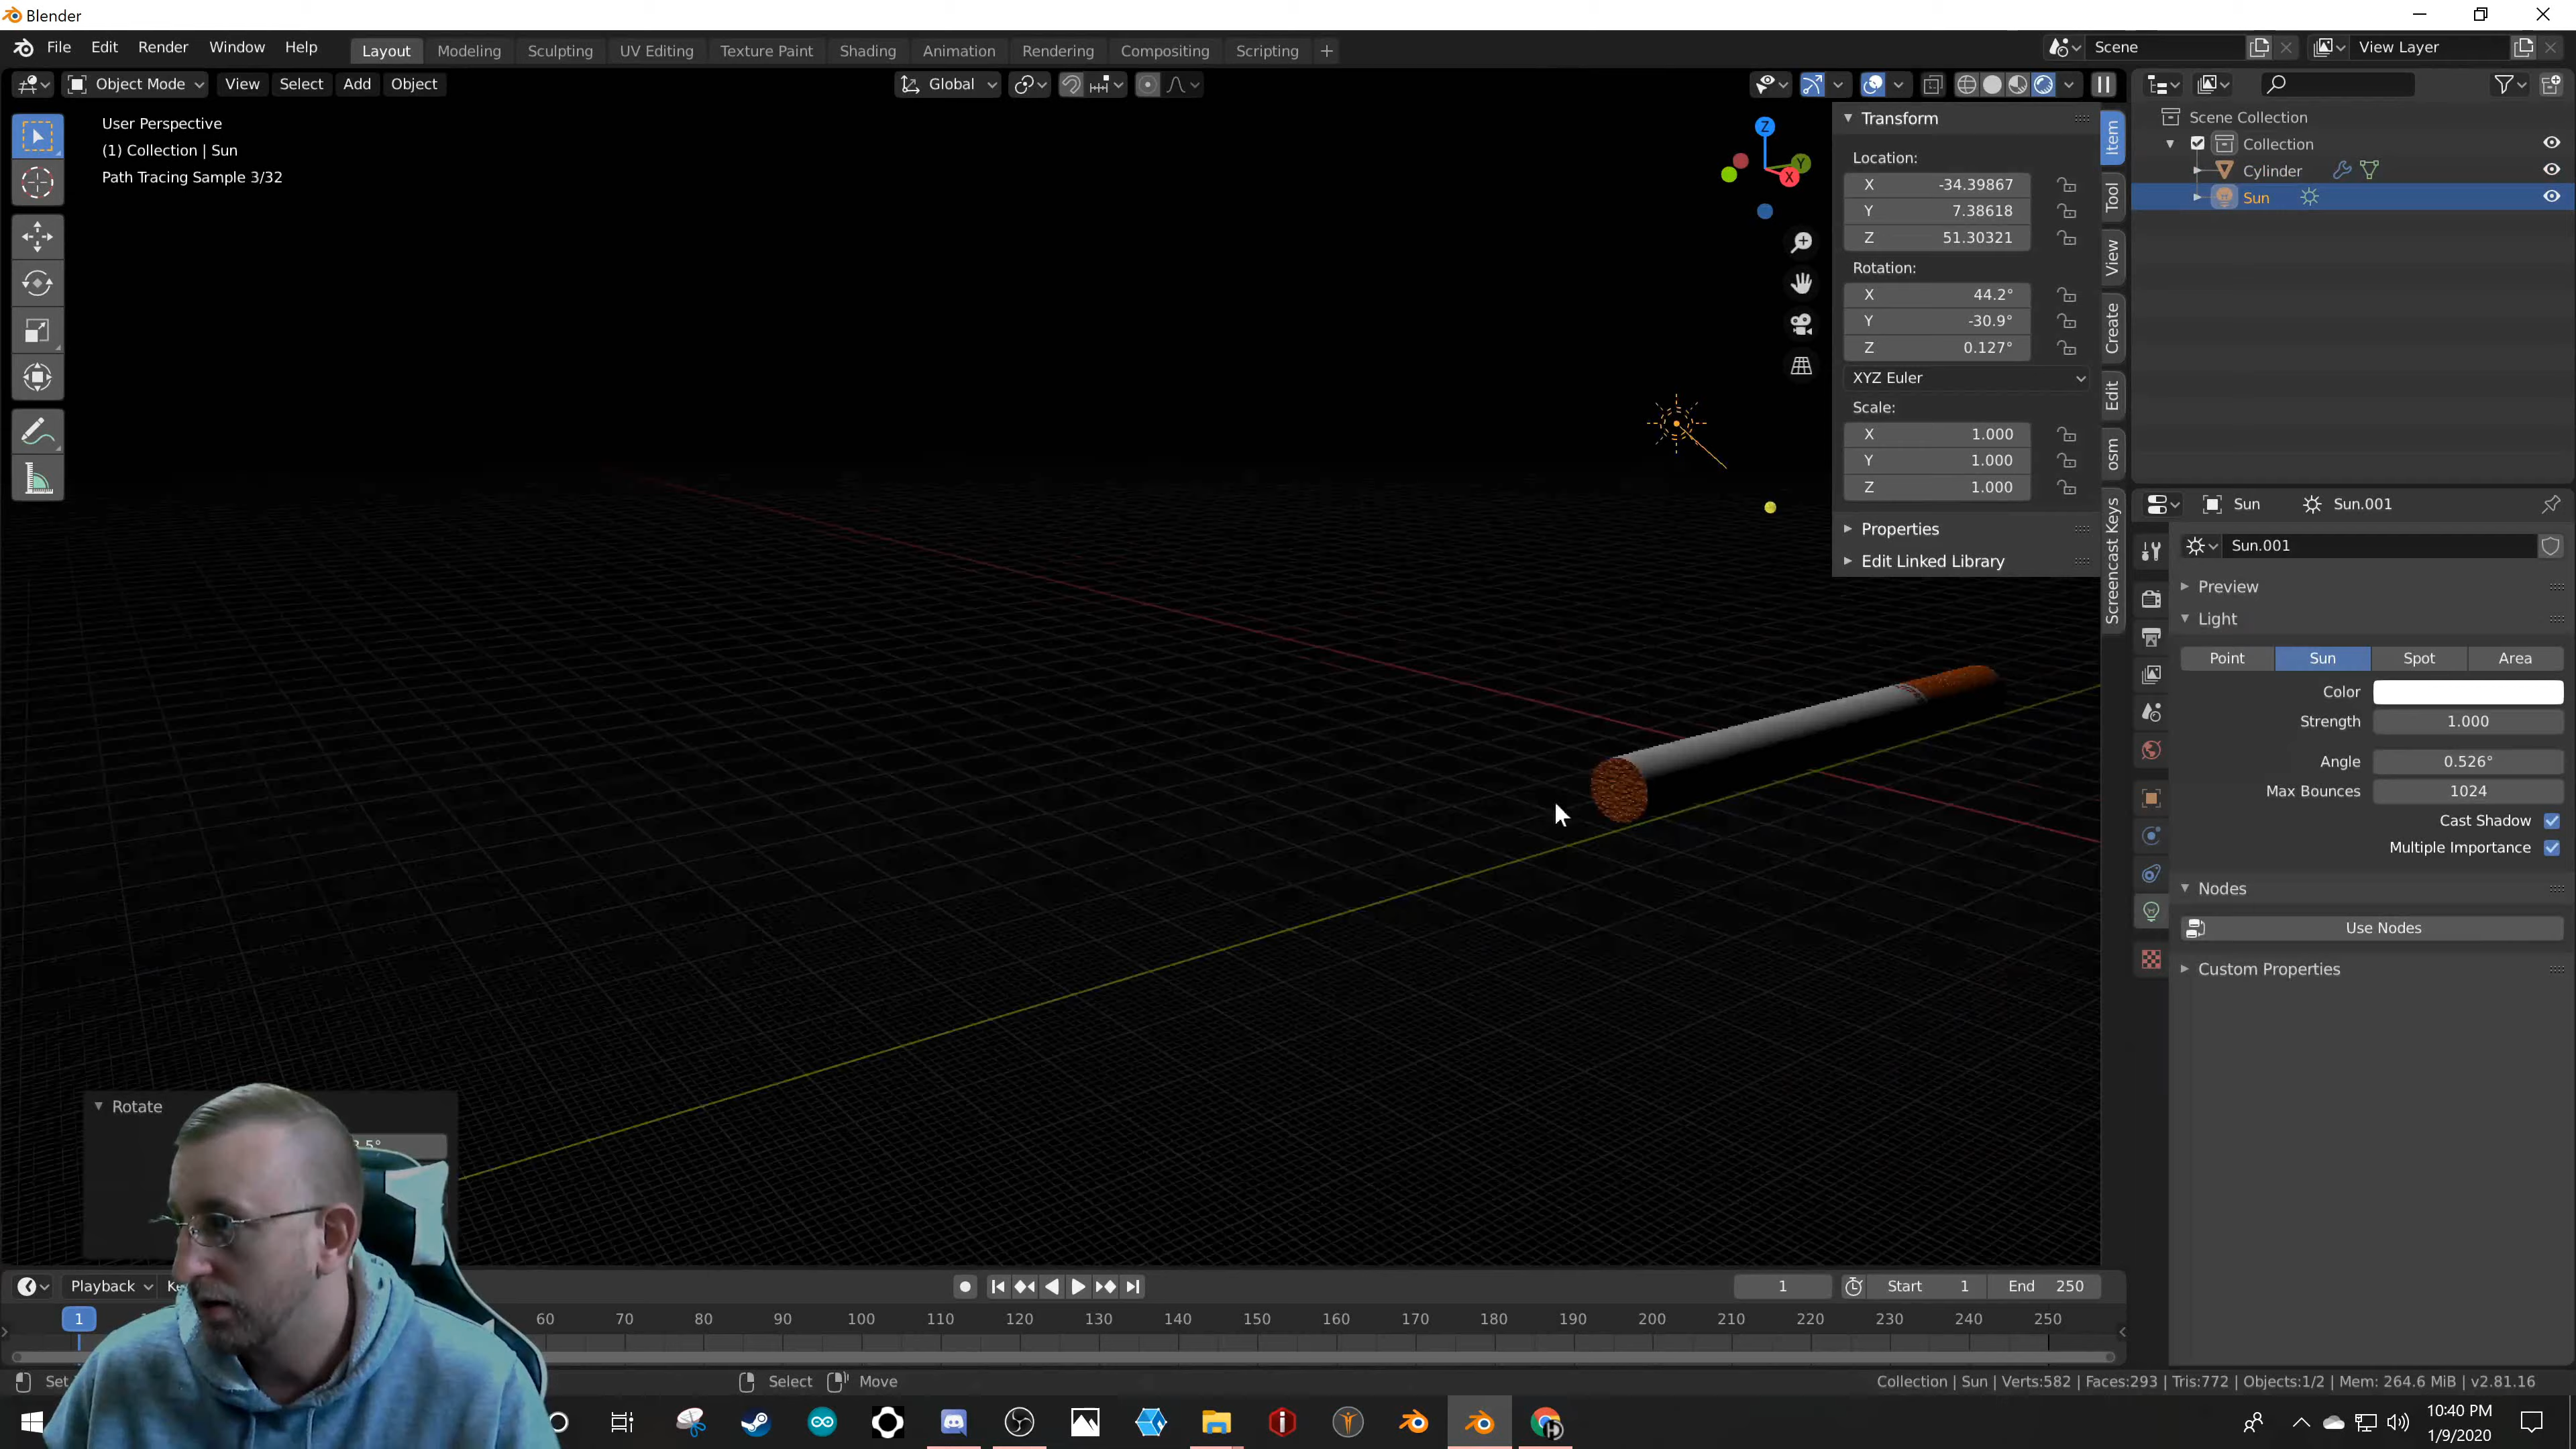 Blender
File Edit Render Window Help Layout Modeling Sculpting UV Editing Texture Paint Shading Animation Rendering Compositing Scripting + Scene View Layer
Object Mode View Select Add Object Global
User Perspective
(1) Collection | Sun
Path Tracing Sample 3/32
Z
Y
X
Transform
Location:
X -34.39867
Y 7.38618
Z 51.30321
Rotation:
X 44.2°
Y -30.9°
Z 0.127°
XYZ Euler
Scale:
X 1.000
Y 1.000
Z 1.000
Properties
Edit Linked Library
Item
Tool
View
Create
Edit
osm
Screencast Keys
Scene Collection
Collection
Cylinder
Sun
Sun Sun.001
Sun.001
Preview
Light
Point Sun Spot Area
Color
Strength 1.000
Angle 0.526°
Max Bounces 1024
Cast Shadow
Multiple Importance
Nodes
Use Nodes
Custom Properties
Rotate
Playback 1 Start 1 End 250
1 60 70 80 90 100 110 120 130 140 150 160 170 180 190 200 210 220 230 240 250
Set Select Move Collection | Sun | Verts:582 | Faces:293 | Tris:772 | Objects:1/2 | Mem: 264.6 MiB | v2.81.16
10:40 PM
1/9/2020